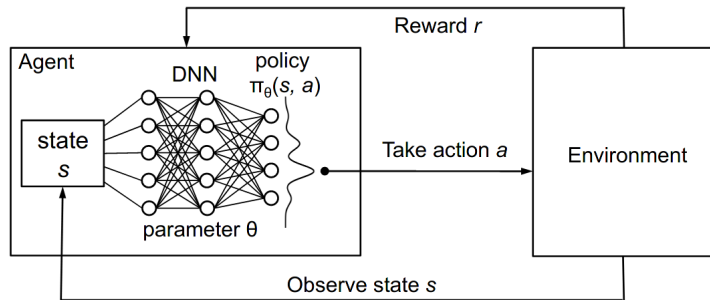 Reward r
Agent
DNN
policy
πθ(s, a)
state
s
Take action a
Environment
parameter θ
Observe state s